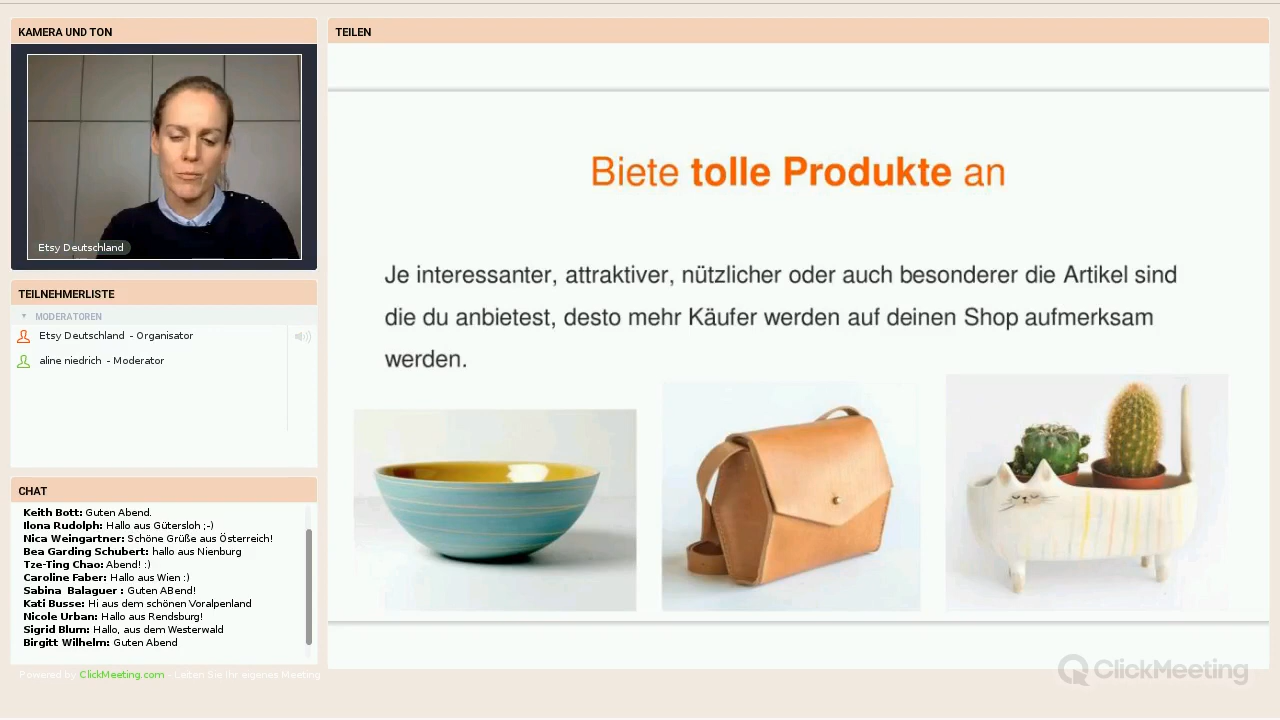 KAMERA UND TON
Etsy Deutschland
TEILNEHMERLISTE
MODERATOREN
Etsy Deutschland - Organisator
aline niedrich - Moderator
CHAT
Keith Bott: Guten Abend.
Ilona Rudolph: Hallo aus Gütersloh ;-)
Nica Weingartner: Schöne Grüße aus Österreich!
Bea Garding Schubert: hallo aus Nienburg
Tze-Ting Chao: Abend! :)
Caroline Faber: Hallo aus Wien :)
Sabina Balaguer : Guten ABend!
Kati Busse: Hi aus dem schönen Voralpenland
Nicole Urban: Hallo aus Rendsburg!
Sigrid Blum: Hallo, aus dem Westerwald
Birgitt Wilhelm: Guten Abend
Powered by ClickMeeting.com - Leiten Sie Ihr eigenes Meeting
TEILEN
Biete tolle Produkte an
Je interessanter, attraktiver, nützlicher oder auch besonderer die Artikel sind
die du anbietest, desto mehr Käufer werden auf deinen Shop aufmerksam
werden.
ClickMeeting